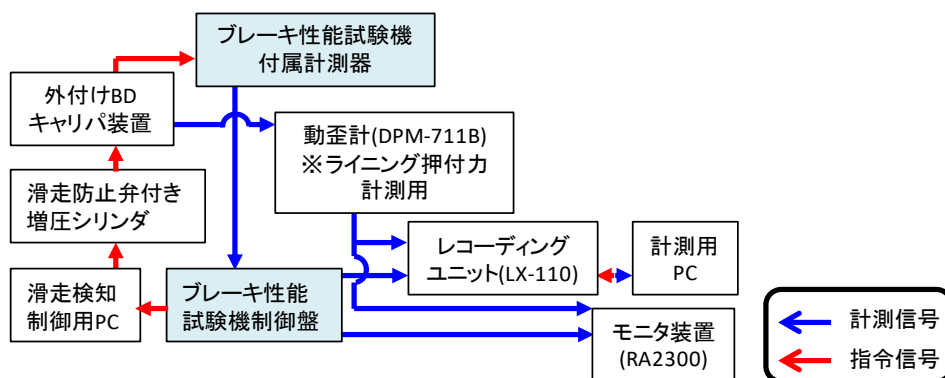 ブレーキ性能試験機
付属計測器
外付けBD
キャリパ装置
動歪計(DPM-711B)
※ライニング押付力
計測用
滑走防止弁付き
増圧シリンダ
レコーディング
ユニット(LX-110)
計測用
PC
滑走検知
制御用PC
ブレーキ性能
試験機制御盤
モニタ装置
(RA2300)
計測信号
指令信号